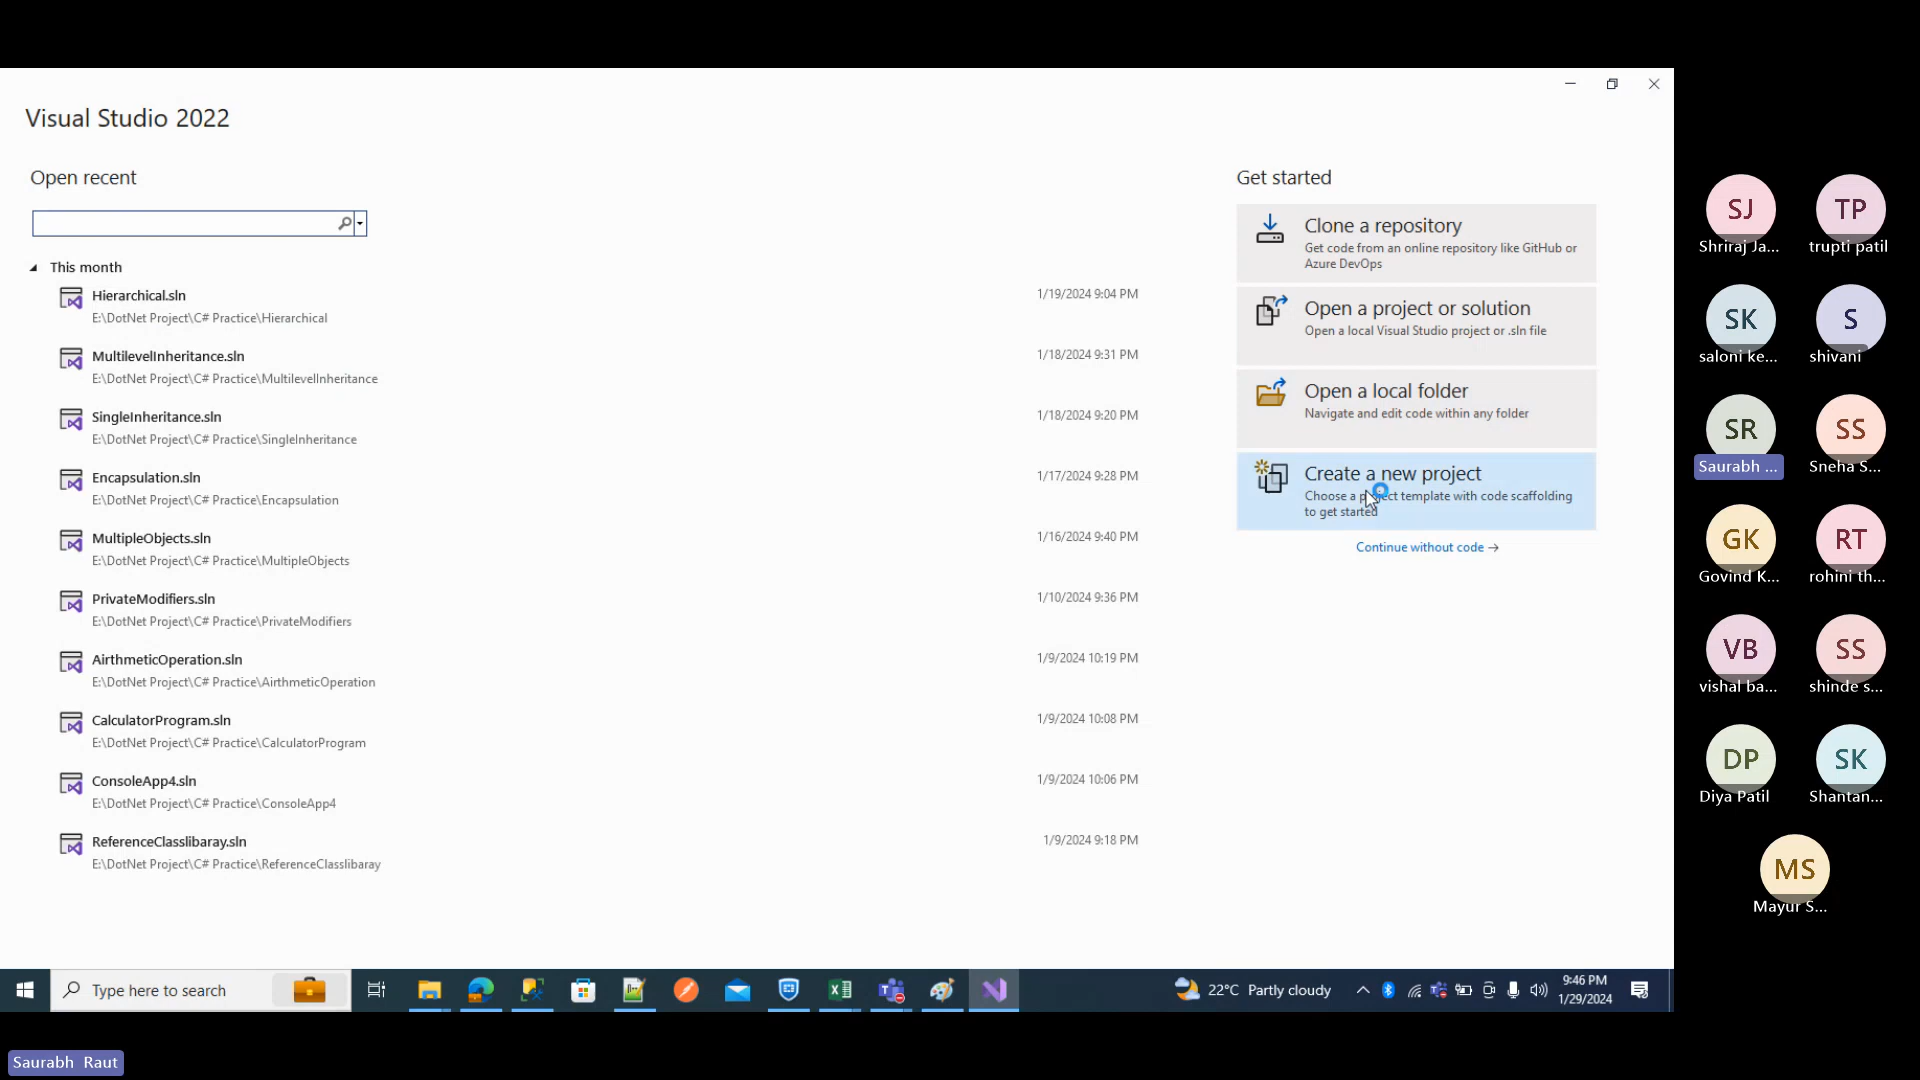 Visual Studio 2022
Open recent
This month
Hierarchical.sln
1/19/2024 9:04 PM
E:\DotNet Project\C# Practice\Hierarchical
MultilevelInheritance.sln
1/18/2024 9:31 PM
E:\DotNet Project\C# Practice\MultilevelInheritance
SingleInheritance.sln
1/18/2024 9:20 PM
E:\DotNet Project\C# Practice\SingleInheritance
Encapsulation.sln
1/17/2024 9:28 PM
E:\DotNet Project\C# Practice\Encapsulation
MultipleObjects.sln
1/16/2024 9:40 PM
E:\DotNet Project\C# Practice\MultipleObjects
PrivateModifiers.sln
1/10/2024 9:36 PM
E:\DotNet Project\C# Practice\PrivateModifiers
AirthmeticOperation.sln
1/9/2024 10:19 PM
E:\DotNet Project\C# Practice\AirthmeticOperation
CalculatorProgram.sln
1/9/2024 10:08 PM
E:\DotNet Project\C# Practice\CalculatorProgram
ConsoleApp4.sln
1/9/2024 10:06 PM
E:\DotNet Project\C# Practice\ConsoleApp4
ReferenceClasslibaray.sln
1/9/2024 9:18 PM
E:\DotNet Project\C# Practice\ReferenceClasslibaray
Get started
Clone a repository
Get code from an online repository like GitHub or
Azure DevOps
Open a project or solution
Open a local Visual Studio project or .sln file
Open a local folder
Navigate and edit code within any folder
Create a new project
Choose a project template with code scaffolding
to get started
Continue without code →
SJ
Shriraj Ja...
TP
trupti patil
SK
saloni ke...
S
shivani
SR
Saurabh ...
SS
Sneha S...
GK
Govind K...
RT
rohini th...
VB
vishal ba...
SS
shinde s...
DP
Diya Patil
SK
Shantan...
MS
Mayur S...
Type here to search
22°C Partly cloudy
9:46 PM
1/29/2024
Saurabh Raut